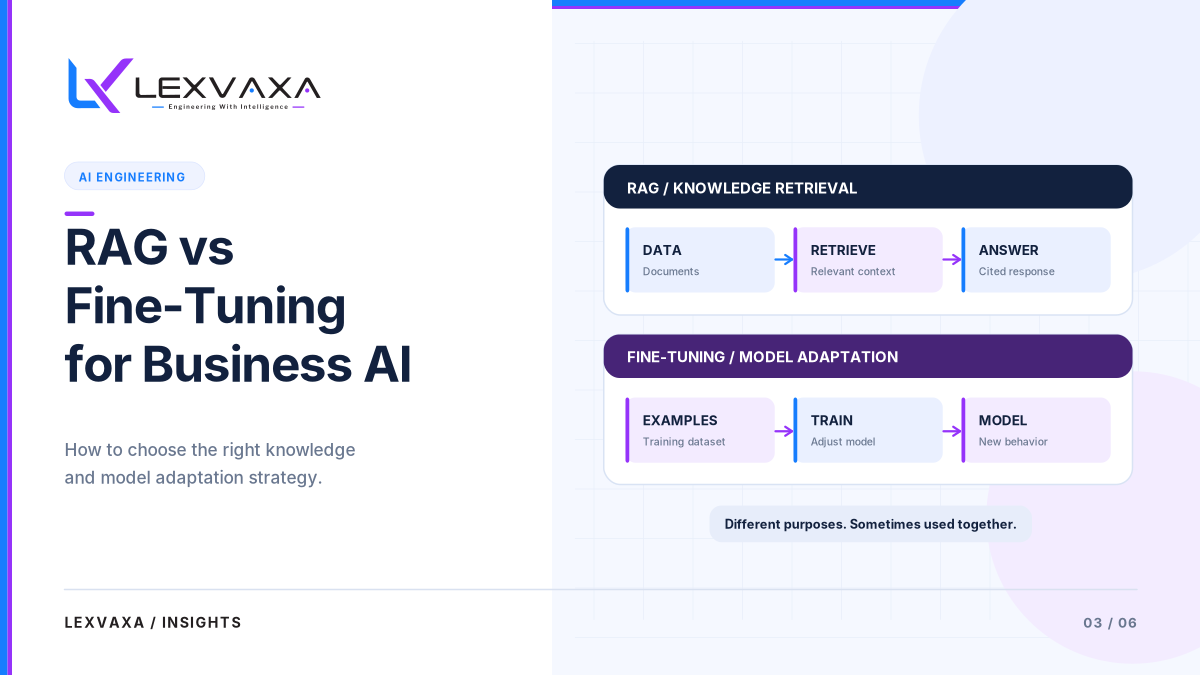 LEXVAXA
Engineering With Intelligence
AI ENGINEERING
RAG vs
Fine-Tuning
for Business AI
How to choose the right knowledge
and model adaptation strategy.
RAG / KNOWLEDGE RETRIEVAL
DATA
Documents
RETRIEVE
Relevant context
ANSWER
Cited response
FINE-TUNING / MODEL ADAPTATION
EXAMPLES
Training dataset
TRAIN
Adjust model
MODEL
New behavior
Different purposes. Sometimes used together.
LEXVAXA / INSIGHTS
03 / 06